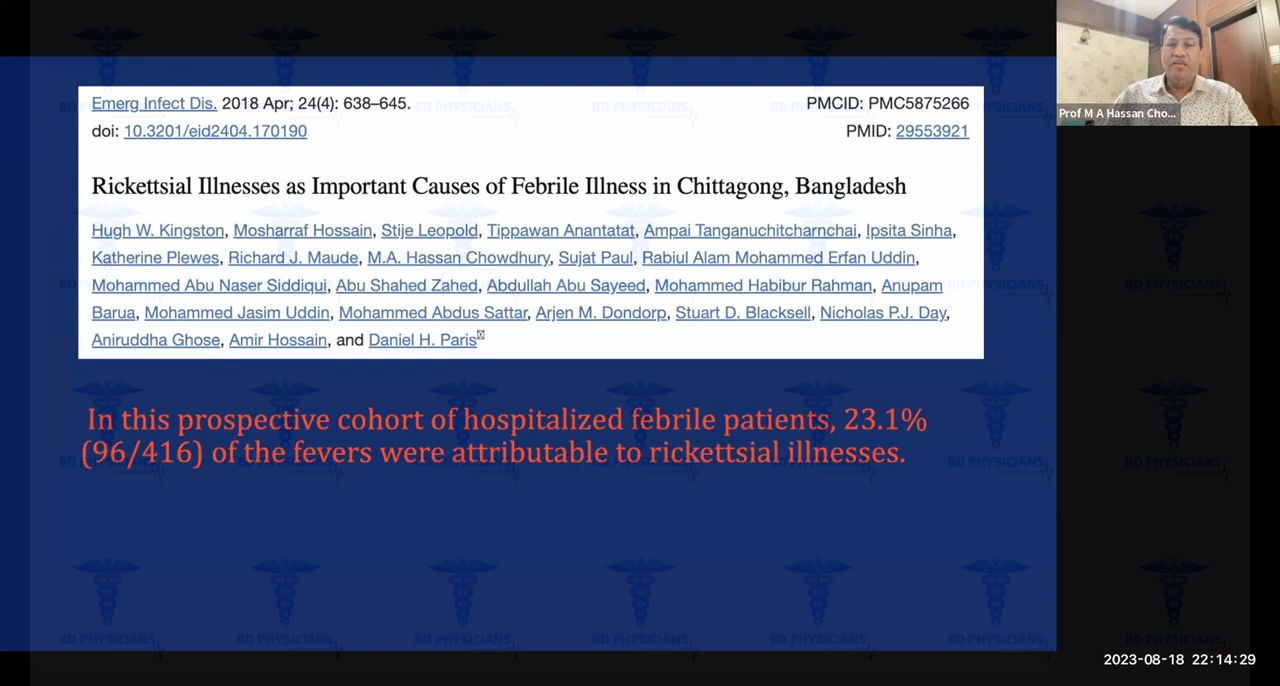 Emerg Infect Dis. 2018 Apr; 24(4): 638–645.
PMCID: PMC5875266
doi: 10.3201/eid2404.170190
PMID: 29553921
Rickettsial Illnesses as Important Causes of Febrile Illness in Chittagong, Bangladesh
Hugh W. Kingston, Mosharraf Hossain, Stije Leopold, Tippawan Anantatat, Ampai Tanganuchitcharnchai, Ipsita Sinha,
Katherine Plewes, Richard J. Maude, M.A. Hassan Chowdhury, Sujat Paul, Rabiul Alam Mohammed Erfan Uddin,
Mohammed Abu Naser Siddiqui, Abu Shahed Zahed, Abdullah Abu Sayeed, Mohammed Habibur Rahman, Anupam
Barua, Mohammed Jasim Uddin, Mohammed Abdus Sattar, Arjen M. Dondorp, Stuart D. Blacksell, Nicholas P.J. Day,
Aniruddha Ghose, Amir Hossain, and Daniel H. Paris
In this prospective cohort of hospitalized febrile patients, 23.1%
(96/416) of the fevers were attributable to rickettsial illnesses.
Prof M A Hassan Cho...
BD PHYSICIANS
2023-08-18 22:14:29